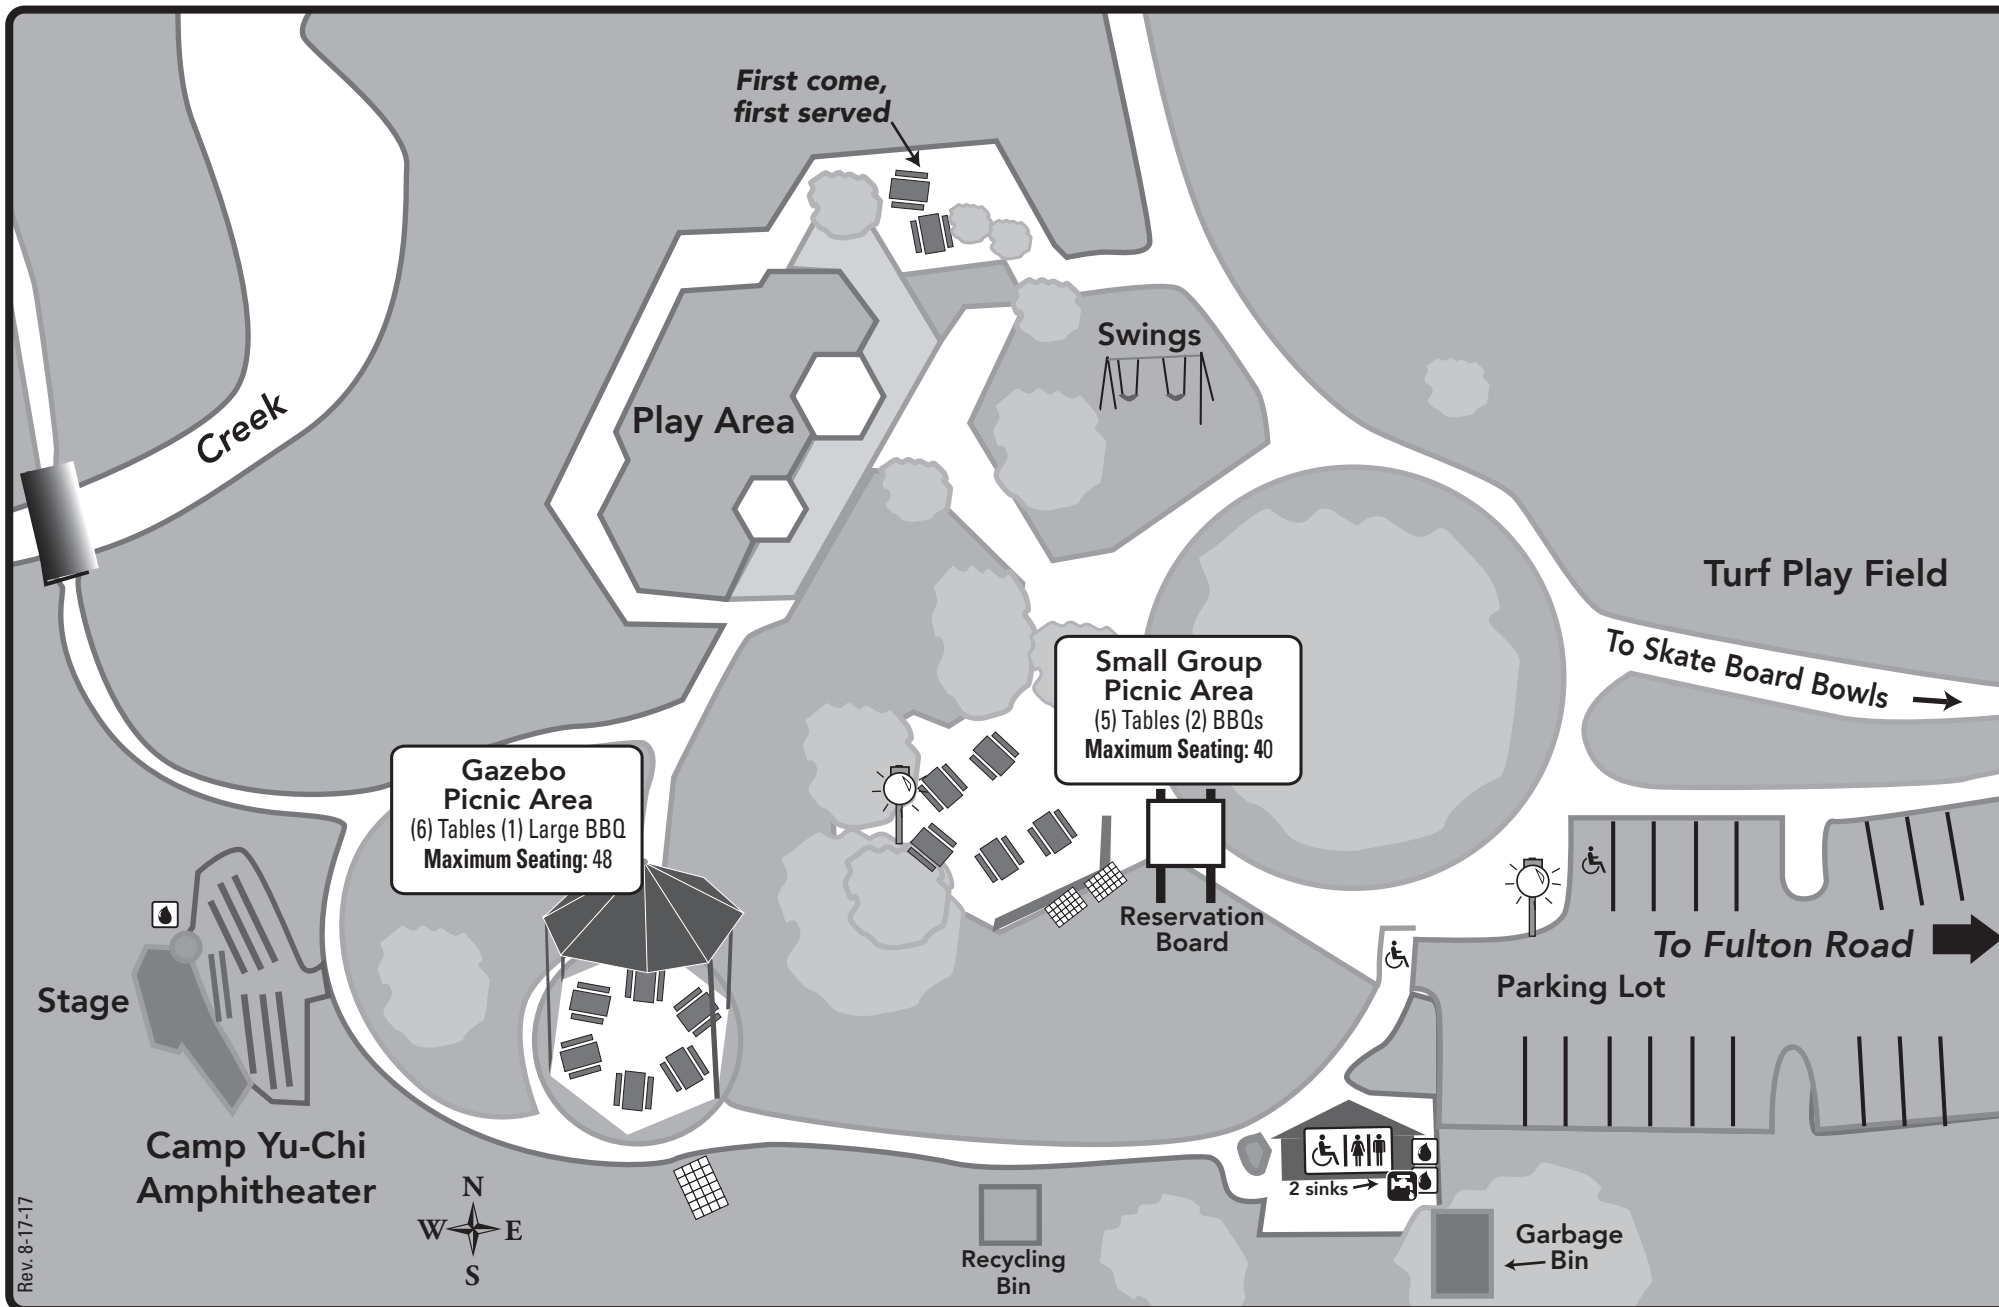 First come,
first served
Swings
Creek
Play Area
Turf Play Field
To Skate Board Bowls
Small Group
Picnic Area
(5) Tables (2) BBQs
Maximum Seating: 40
Gazebo
Picnic Area
(6) Tables (1) Large BBQ
Maximum Seating: 48
Reservation
Board
To Fulton Road
Parking Lot
Stage
Camp Yu-Chi
Amphitheater
N
W E
S
2 sinks
Recycling
Bin
Garbage
Bin
Rev. 8-17-17